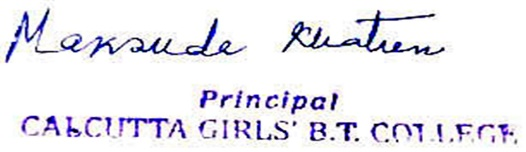 Maksuda Khatun
Principal
CALCUTTA GIRLS' B.T. COLLEGE